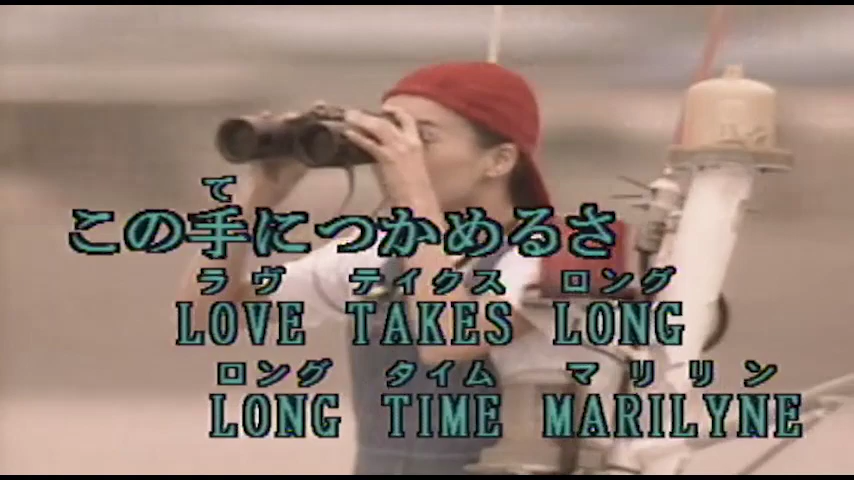 て
この手につかめるさ
ラヴ テイクス ロング
LOVE TAKES LONG
ロング タイム マリリン
LONG TIME MARILYNE